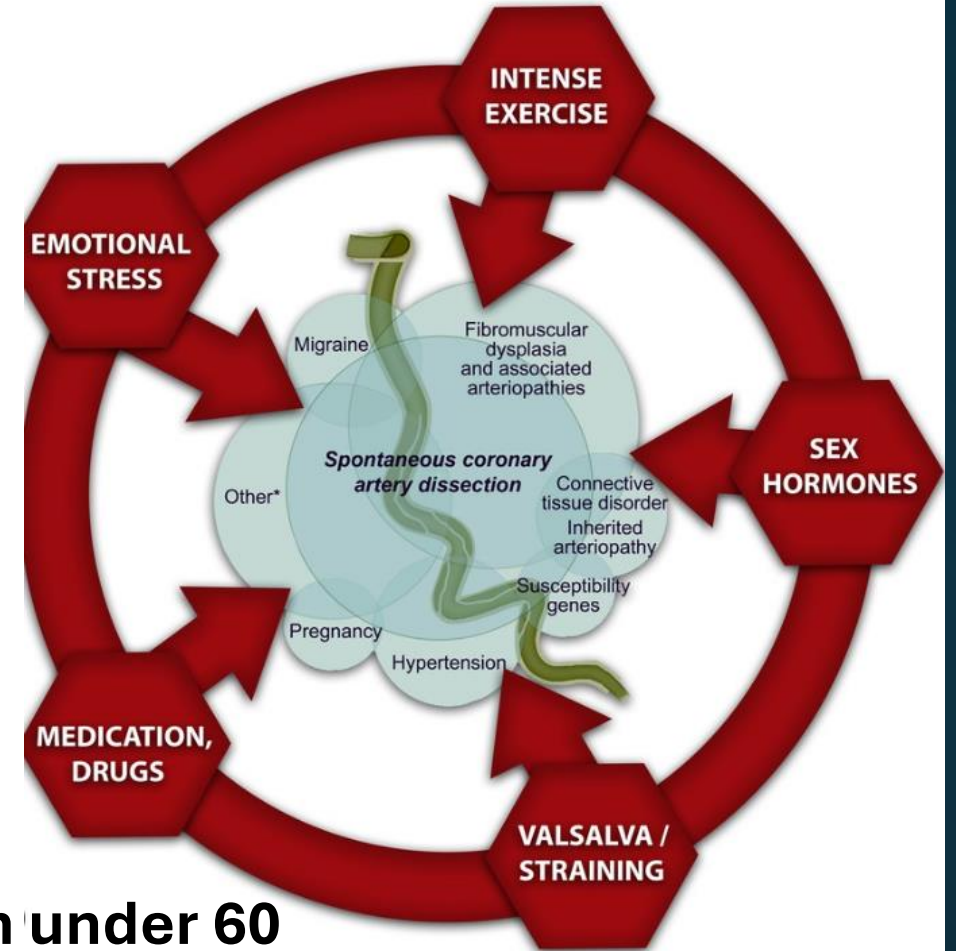 INTENSE
EXERCISE
EMOTIONAL
STRESS
Migraine
Fibromuscular
dysplasia
and associated
arteriopathies
SEX
HORMONES
Spontaneous coronary
artery dissection
Other*
Connective
tissue disorder
Inherited
arteriopathy
Susceptibility
genes
Pregnancy
Hypertension
MEDICATION,
DRUGS
VALSALVA /
STRAINING
under 60